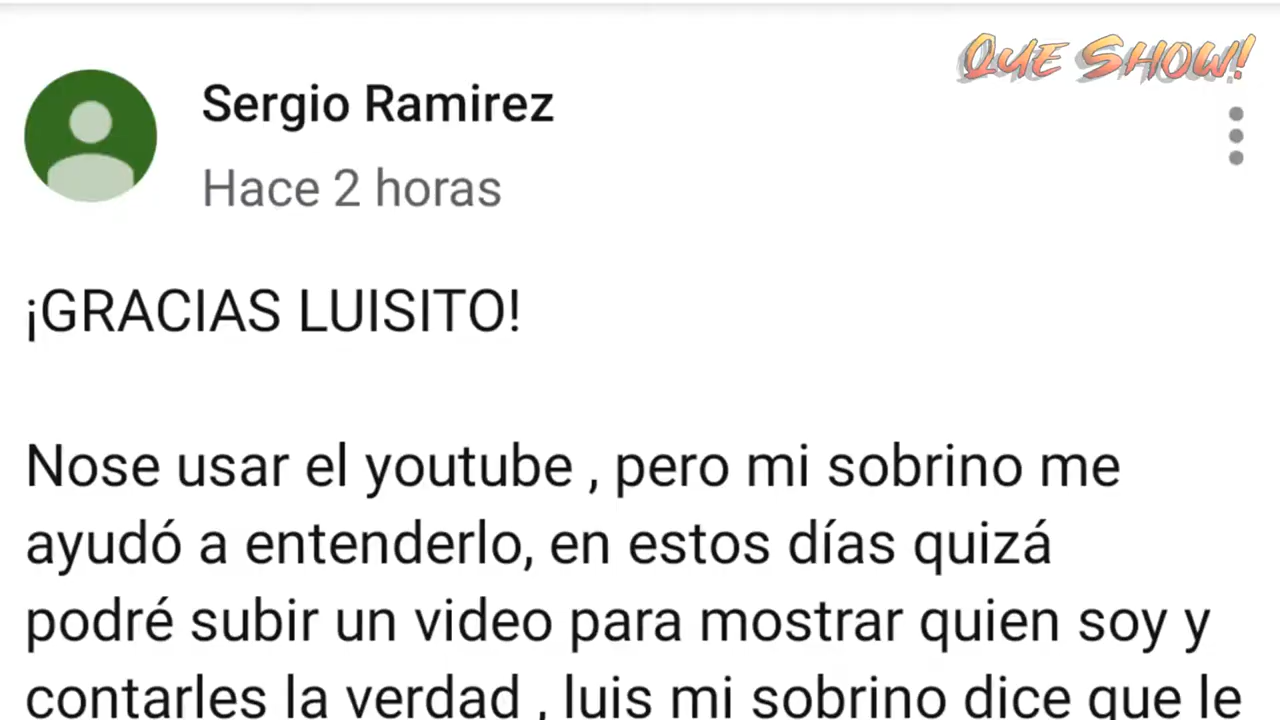 QUE SHOW!
Sergio Ramirez
Hace 2 horas
¡GRACIAS LUISITO!
Nose usar el youtube , pero mi sobrino me
ayudó a entenderlo, en estos días quizá
podré subir un video para mostrar quien soy y
contarles la verdad , luis mi sobrino dice que le